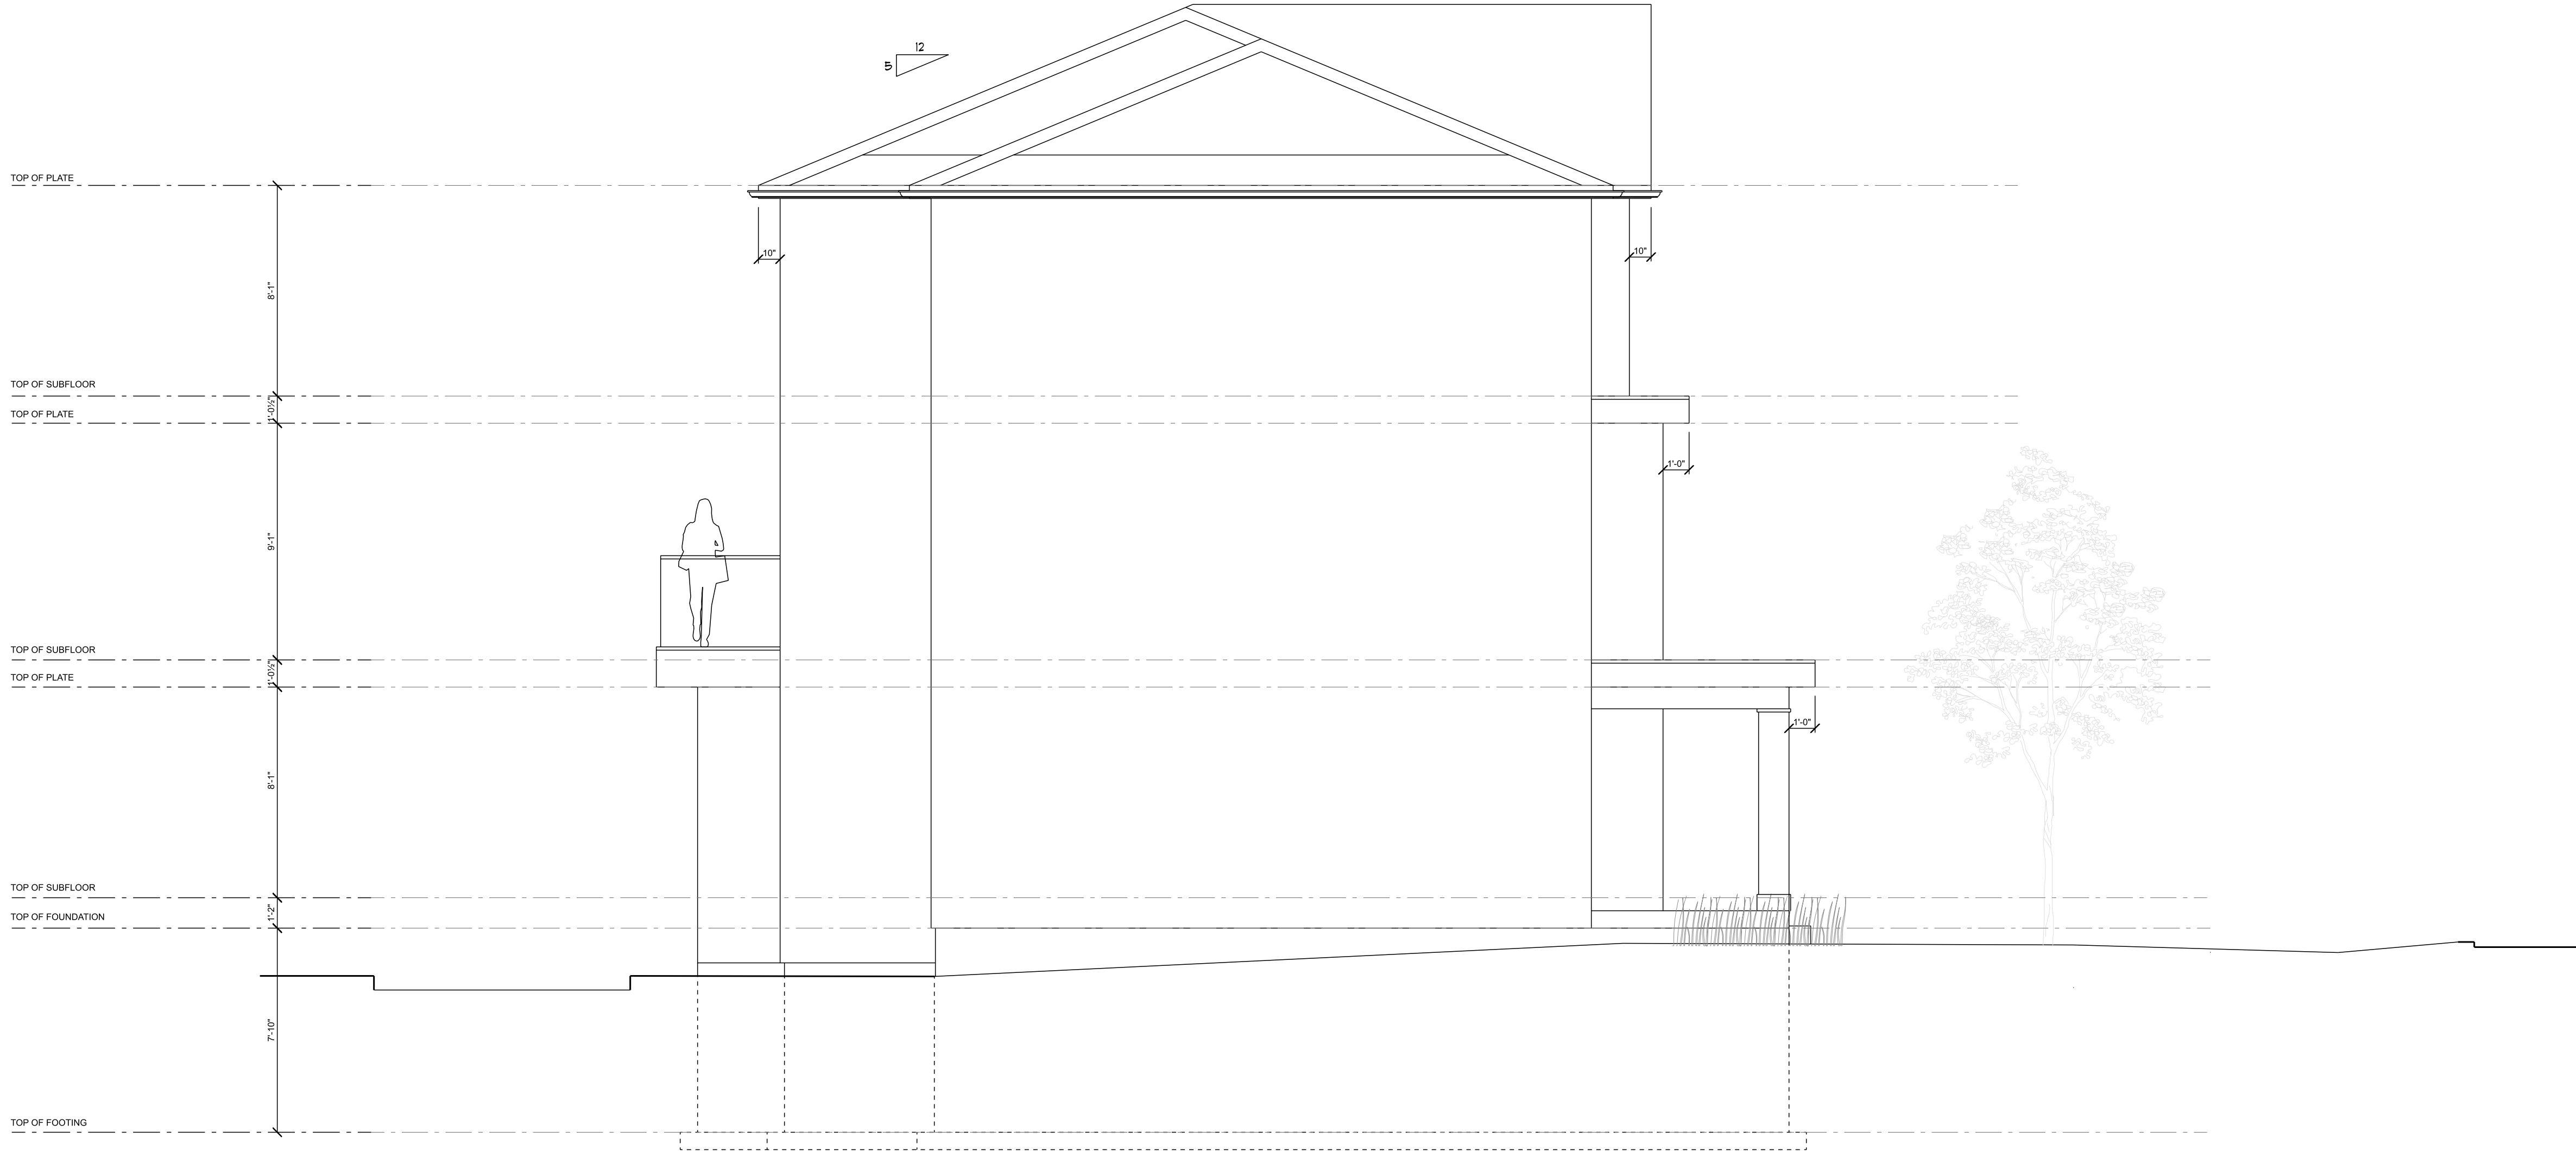 12
5
TOP OF PLATE
10"
10"
8'-1"
TOP OF SUBFLOOR
1'-0½"
TOP OF PLATE
1'-0"
9'-1"
TOP OF SUBFLOOR
1'-0½"
TOP OF PLATE
1'-0"
8'-1"
TOP OF SUBFLOOR
1'-2"
TOP OF FOUNDATION
7'-10"
TOP OF FOOTING